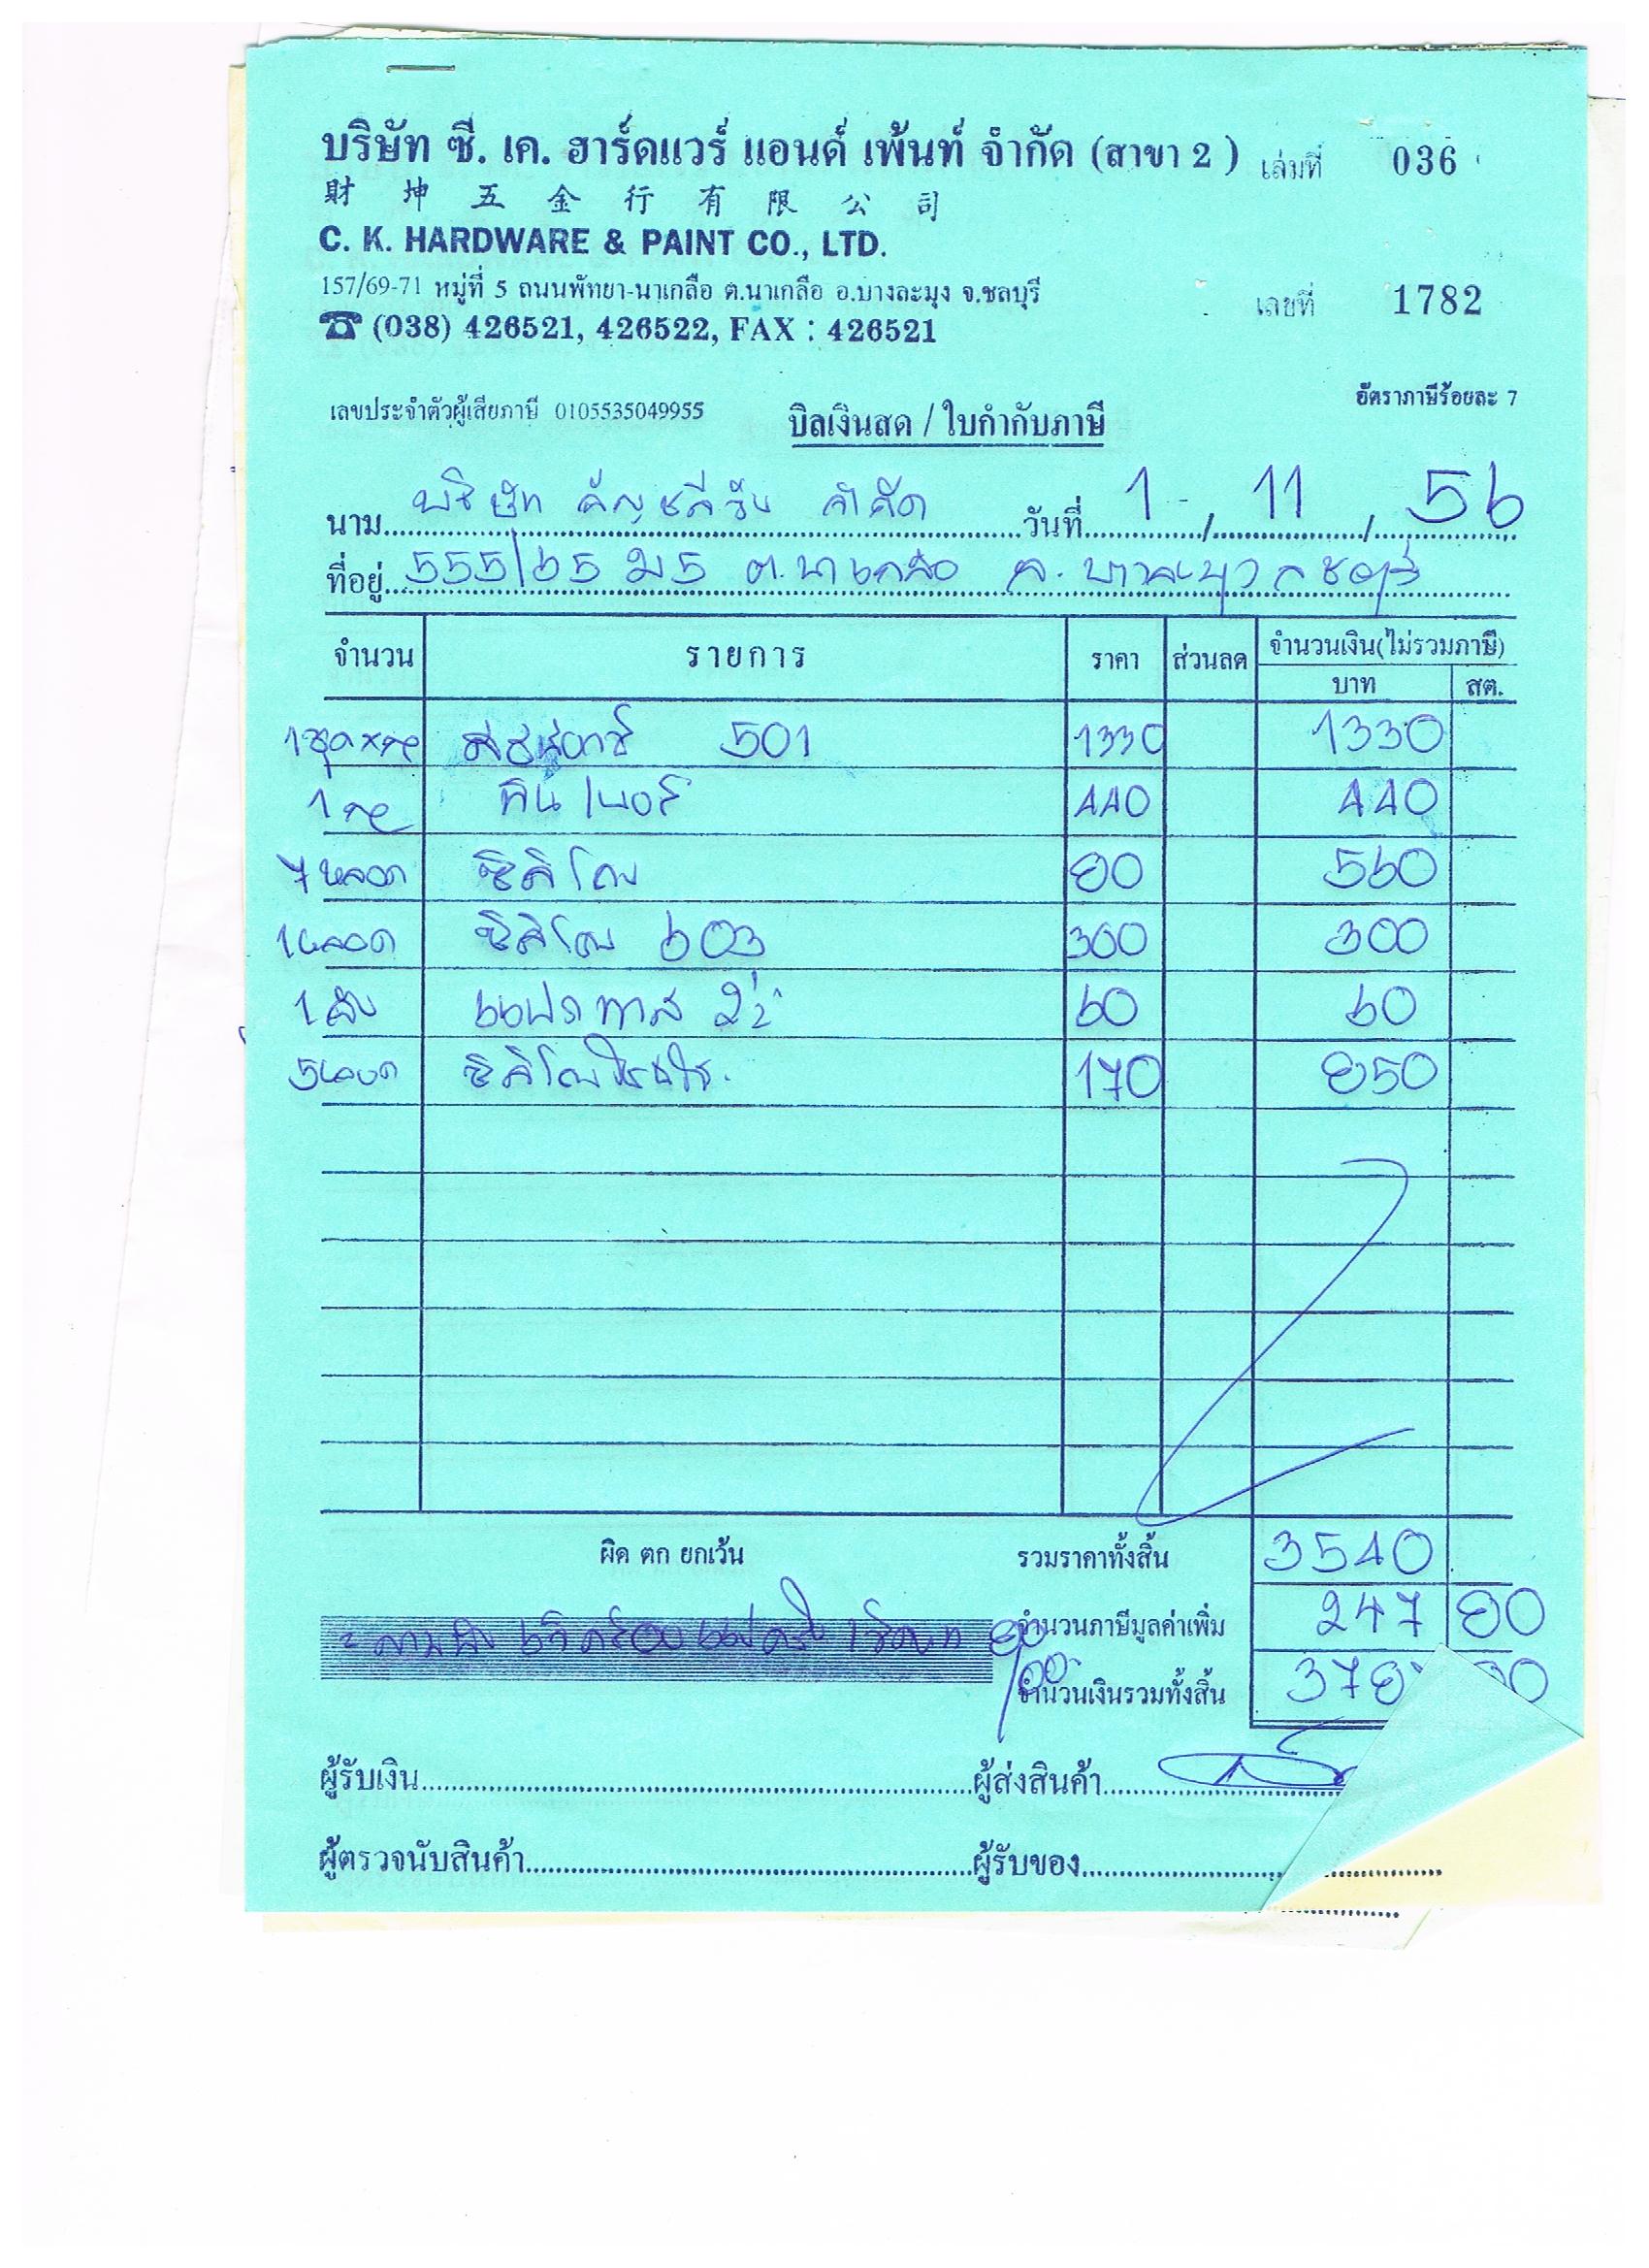 บริษัท ซี. เค. ฮาร์ดแวร์ แอนด์ เพ้นท์ จำกัด (สาขา 2 ) เล่มที่ 036
財 坤 五 金 行 有 限 公 司
C. K. HARDWARE & PAINT CO., LTD.
157/69-71 หมู่ที่ 5 ถนนพัทยา-นาเกลือ ต.นาเกลือ อ.บางละมุง จ.ชลบุรี เลขที่ 1782
☎ (038) 426521, 426522, FAX : 426521
อัตราภาษีร้อยละ 7
เลขประจำตัวผู้เสียภาษี 0105535049955 บิลเงินสด / ใบกำกับภาษี
นาม บริษัท จำกัด วันที่ 1 / 11 / 56
ที่อยู่ 555/65 ม5 ต.นาเกลือ อ.บางละมุง จ ชลบุรี
จำนวน รายการ ราคา ส่วนลด จำนวนเงิน(ไม่รวมภาษี)
บาท สต.
1 501 1330 1330
1 ทินเนอร์ 440 440
7 หลอด ซิลิโคน 80 560
1 หลอด ซิลิโคน 603 300 300
1 อัน แปรงทาสี 2½" 60 60
5 หลอด ซิลิโคน 170 850
ผิด ตก ยกเว้น รวมราคาทั้งสิ้น 3540
จำนวนภาษีมูลค่าเพิ่ม 247 80
80/100
จำนวนเงินรวมทั้งสิ้น 378
ผู้รับเงิน ผู้ส่งสินค้า
ผู้ตรวจนับสินค้า ผู้รับของ